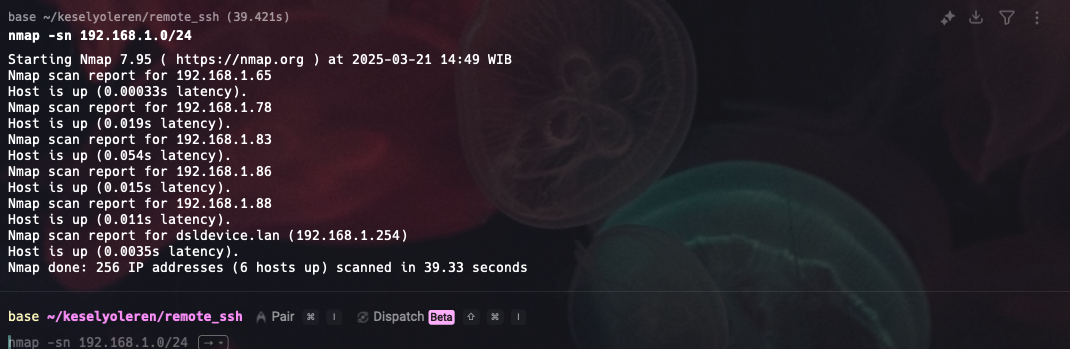 base ~/keselyoleren/remote_ssh (39.421s)
nmap -sn 192.168.1.0/24
Starting Nmap 7.95 ( https://nmap.org ) at 2025-03-21 14:49 WIB
Nmap scan report for 192.168.1.65
Host is up (0.00033s latency).
Nmap scan report for 192.168.1.78
Host is up (0.019s latency).
Nmap scan report for 192.168.1.83
Host is up (0.054s latency).
Nmap scan report for 192.168.1.86
Host is up (0.015s latency).
Nmap scan report for 192.168.1.88
Host is up (0.011s latency).
Nmap scan report for dsldevice.lan (192.168.1.254)
Host is up (0.0035s latency).
Nmap done: 256 IP addresses (6 hosts up) scanned in 39.33 seconds
base ~/keselyoleren/remote_ssh Pair ⌘ I Dispatch Beta ⇧ ⌘ I
nmap -sn 192.168.1.0/24 →